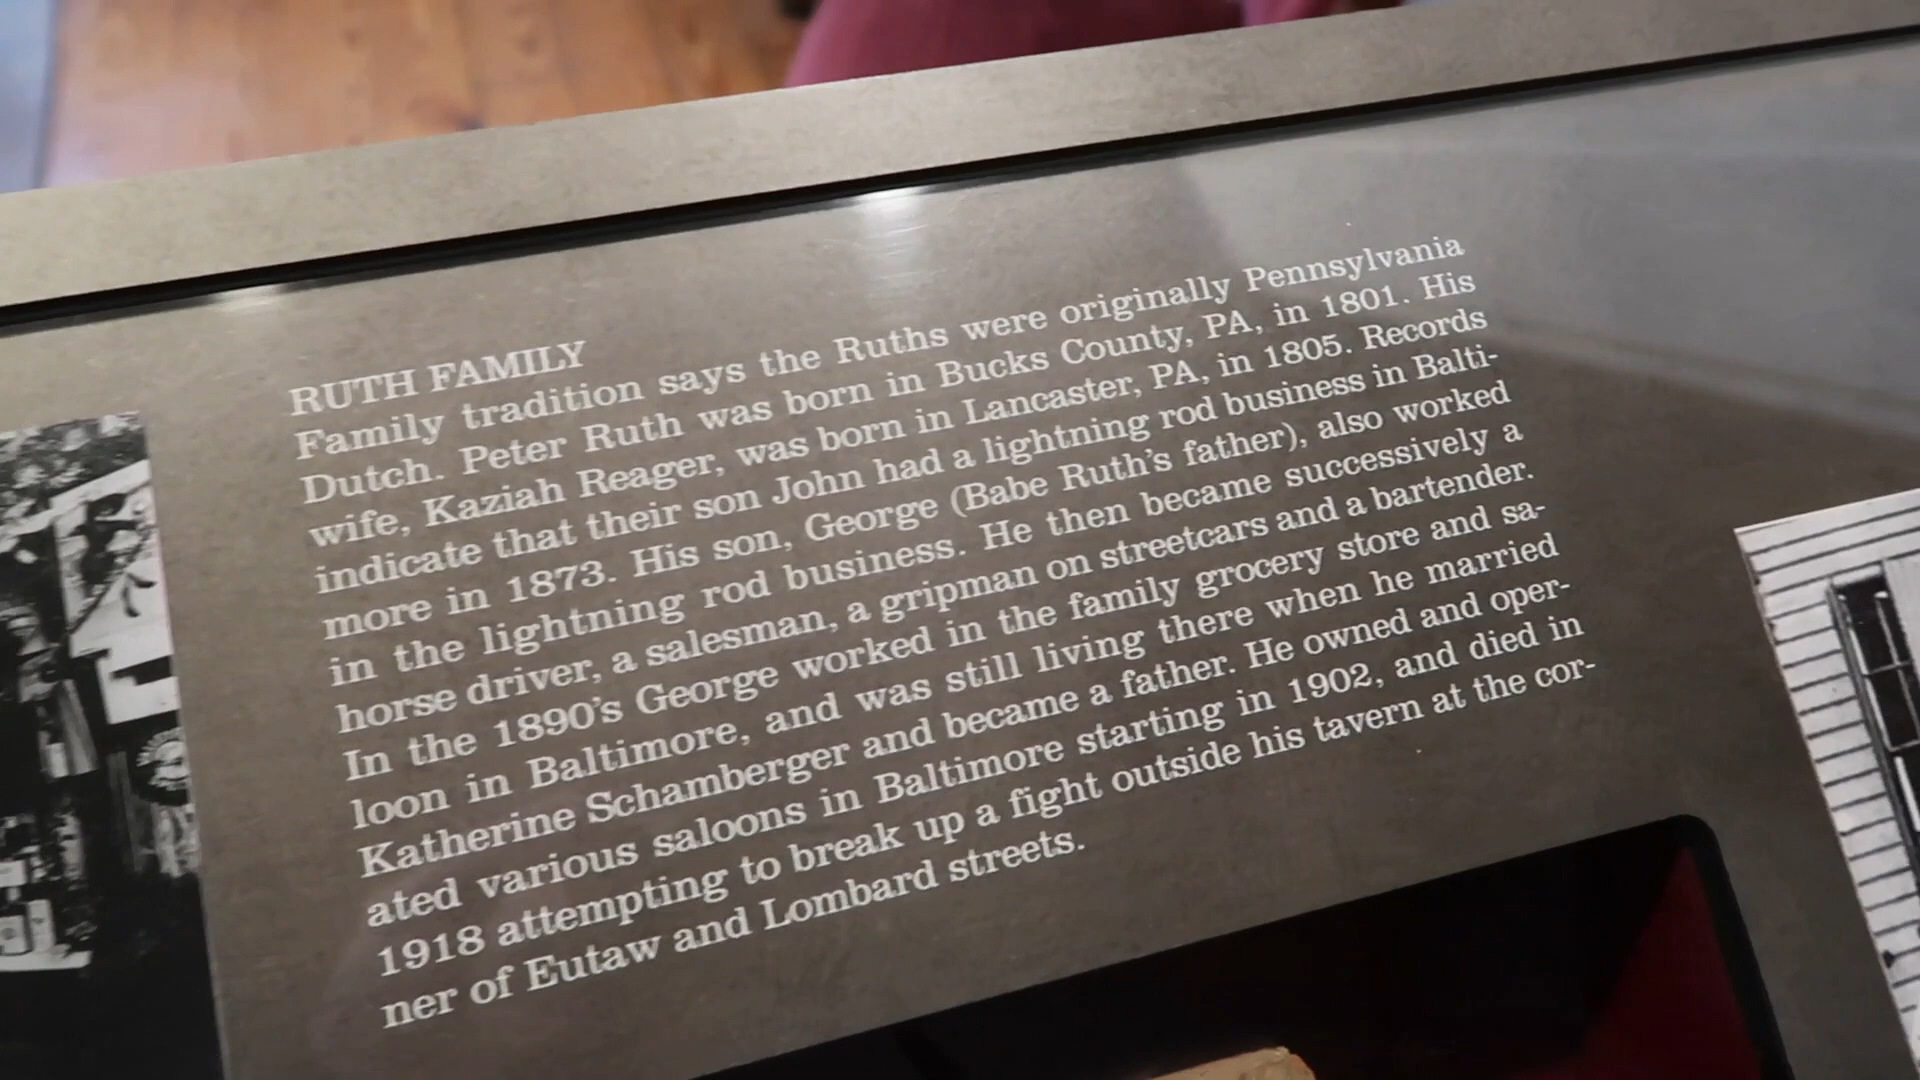 RUTH FAMILY
Family tradition says the Ruths were originally Pennsylvania
Dutch. Peter Ruth was born in Bucks County, PA, in 1801. His
wife, Kaziah Reager, was born in Lancaster, PA, in 1805. Records
indicate that their son John had a lightning rod business in Balti-
more in 1873. His son, George (Babe Ruth's father), also worked
in the lightning rod business. He then became successively a
horse driver, a salesman, a gripman on streetcars and a bartender.
In the 1890's George worked in the family grocery store and sa-
loon in Baltimore, and was still living there when he married
Katherine Schamberger and became a father. He owned and oper-
ated various saloons in Baltimore starting in 1902, and died in
1918 attempting to break up a fight outside his tavern at the cor-
ner of Eutaw and Lombard streets.